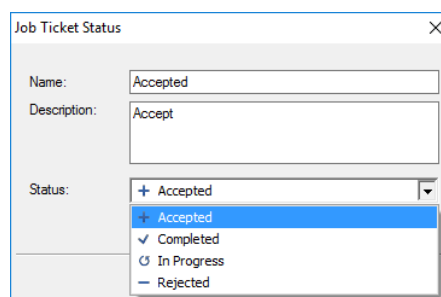 Job Ticket Status
Name: Accepted
Description: Accept
Status: + Accepted
+ Accepted
✓ Completed
↺ In Progress
− Rejected